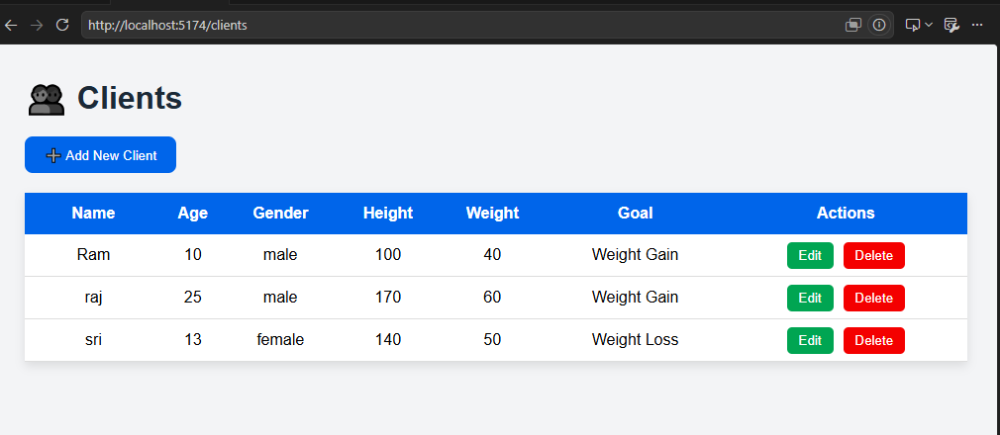 http://localhost:5174/clients
Clients
Add New Client
Name Age Gender Height Weight Goal Actions
Ram 10 male 100 40 Weight Gain Edit Delete
raj 25 male 170 60 Weight Gain Edit Delete
sri 13 female 140 50 Weight Loss Edit Delete